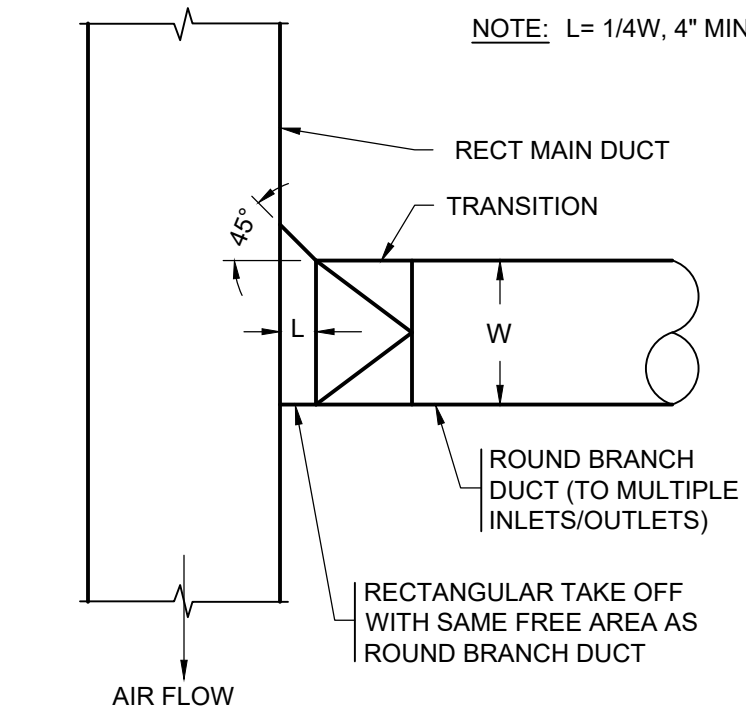 NOTE: L= 1/4W, 4" MIN
RECT MAIN DUCT
TRANSITION
45°
L
W
ROUND BRANCH
DUCT (TO MULTIPLE
INLETS/OUTLETS)
RECTANGULAR TAKE OFF
WITH SAME FREE AREA AS
ROUND BRANCH DUCT
AIR FLOW